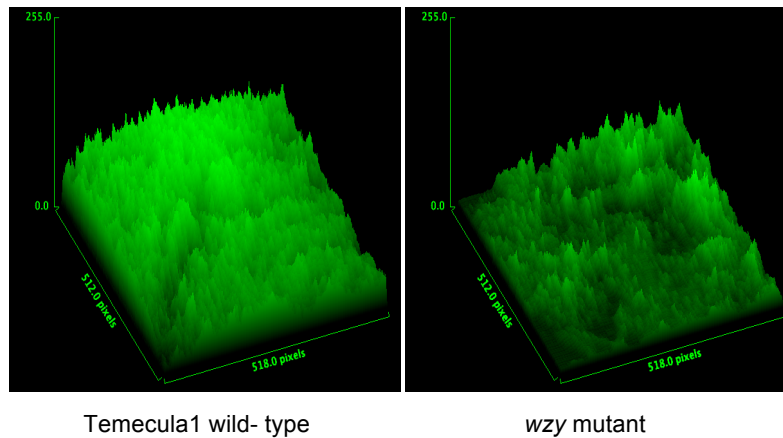 255.0
0.0
512.0 pixels
518.0 pixels
255.0
0.0
512.0 pixels
518.0 pixels
Temecula1 wild- type
wzy mutant